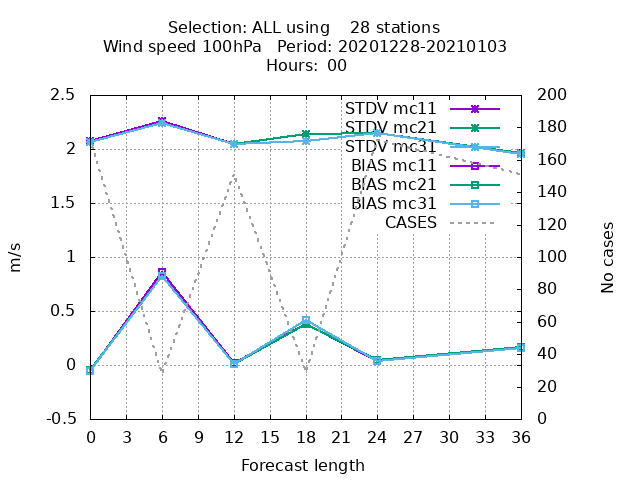 Selection: ALL using    28 stations
Wind speed 100hPa   Period: 20201228-20210103
Hours: 00
STDV mc11
STDV mc21
STDV mc31
BIAS mc11
BIAS mc21
BIAS mc31
CASES
2.5
2
1.5
1
0.5
0
-0.5
m/s
200
180
160
140
120
100
80
60
40
20
0
No cases
0 3 6 9 12 15 18 21 24 27 30 33 36
Forecast length